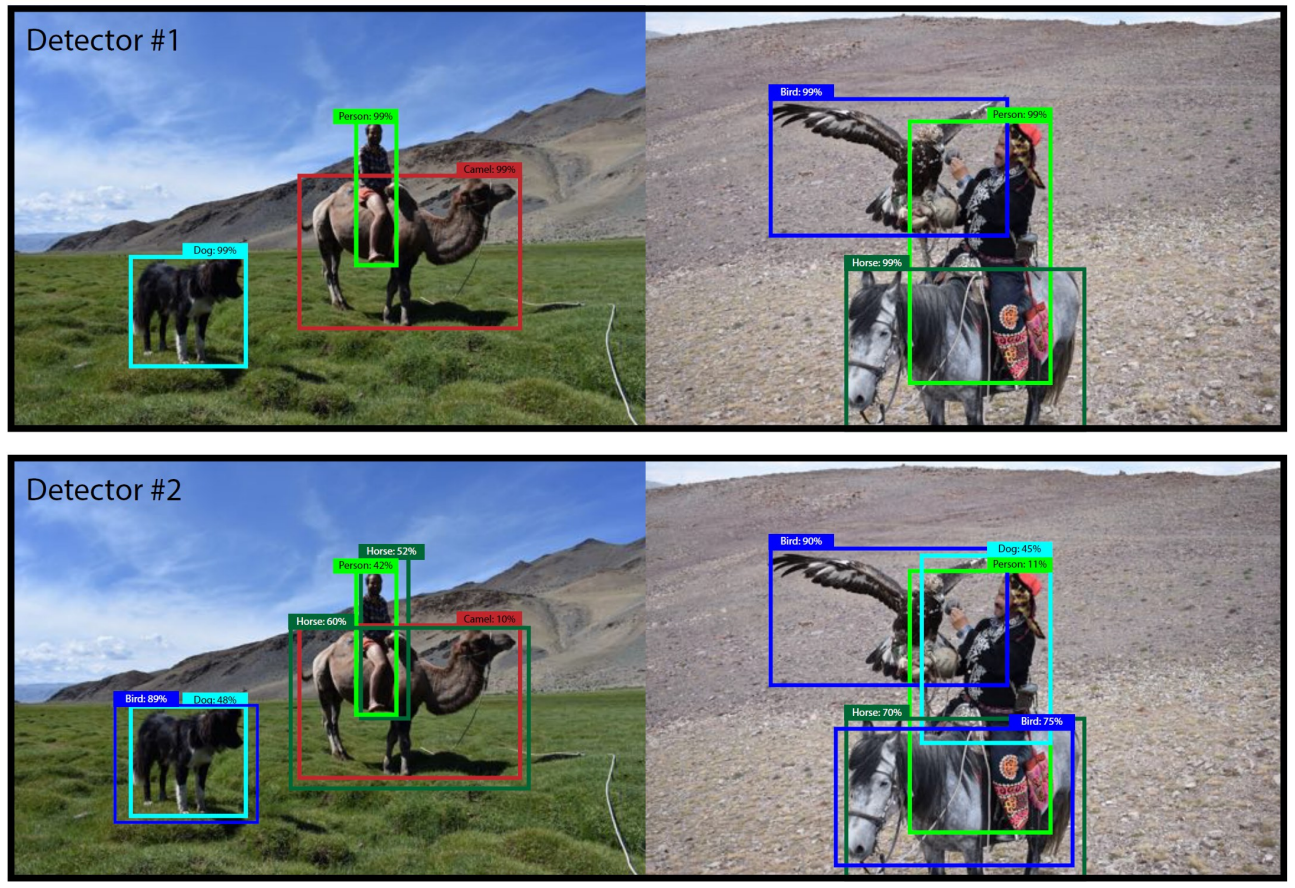 Detector #1
Person: 99%
Camel: 99%
Dog: 99%
Bird: 99%
Person: 99%
Horse: 99%
Detector #2
Horse: 52%
Person: 42%
Horse: 60%
Camel: 10%
Bird: 89%
Dog: 48%
Bird: 90%
Dog: 45%
Person: 11%
Horse: 70%
Bird: 75%